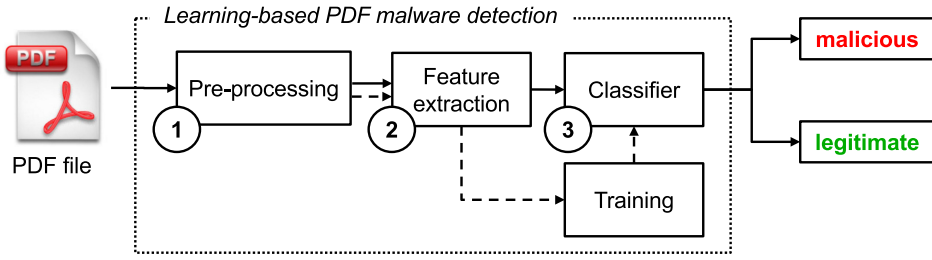 Learning-based PDF malware detection
PDF
PDF file
Pre-processing
1
Feature
extraction
2
Classifier
3
Training
malicious
legitimate